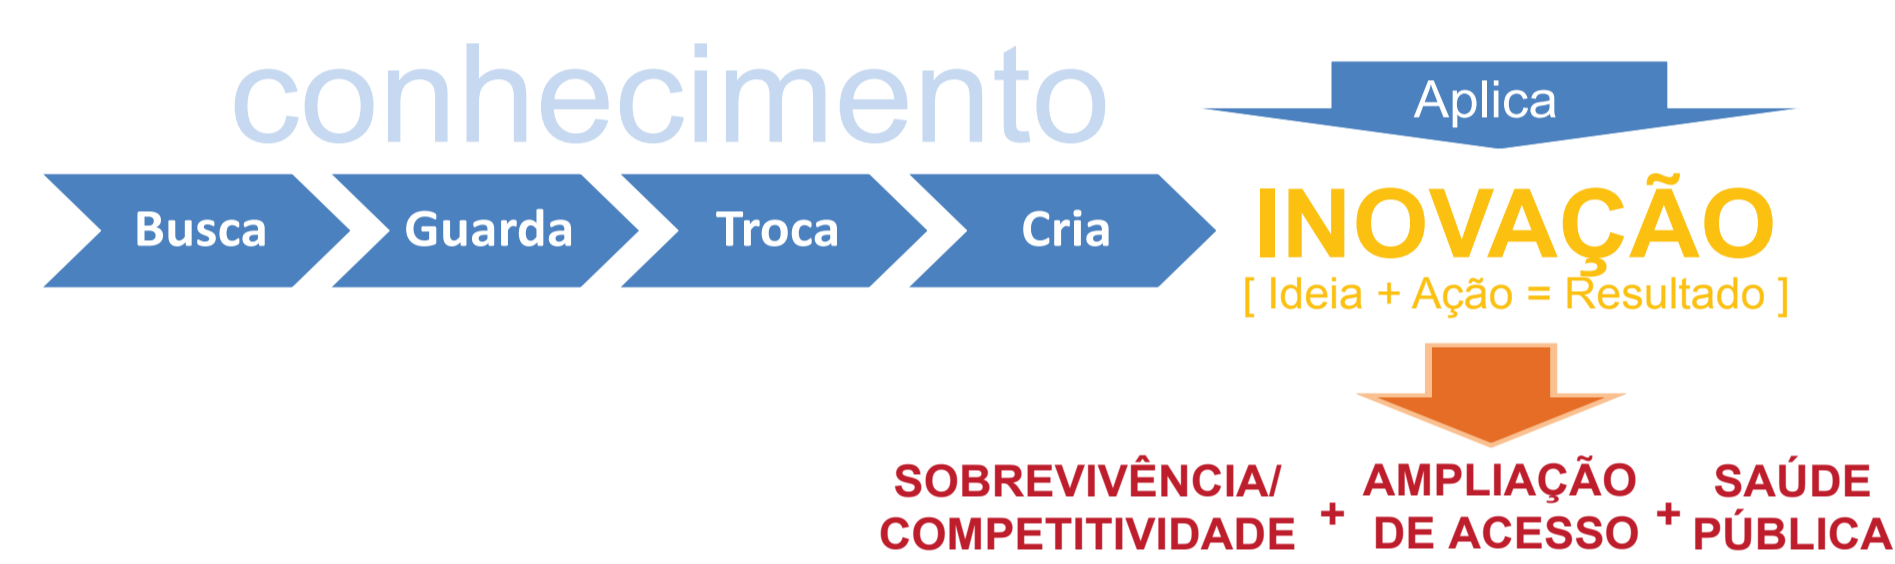 conhecimento
Busca
Guarda
Troca
Cria
Aplica
INOVAÇÃO
[ Ideia + Ação = Resultado ]
SOBREVIVÊNCIA/
COMPETITIVIDADE
+
AMPLIAÇÃO
DE ACESSO
+
SAÚDE
PÚBLICA